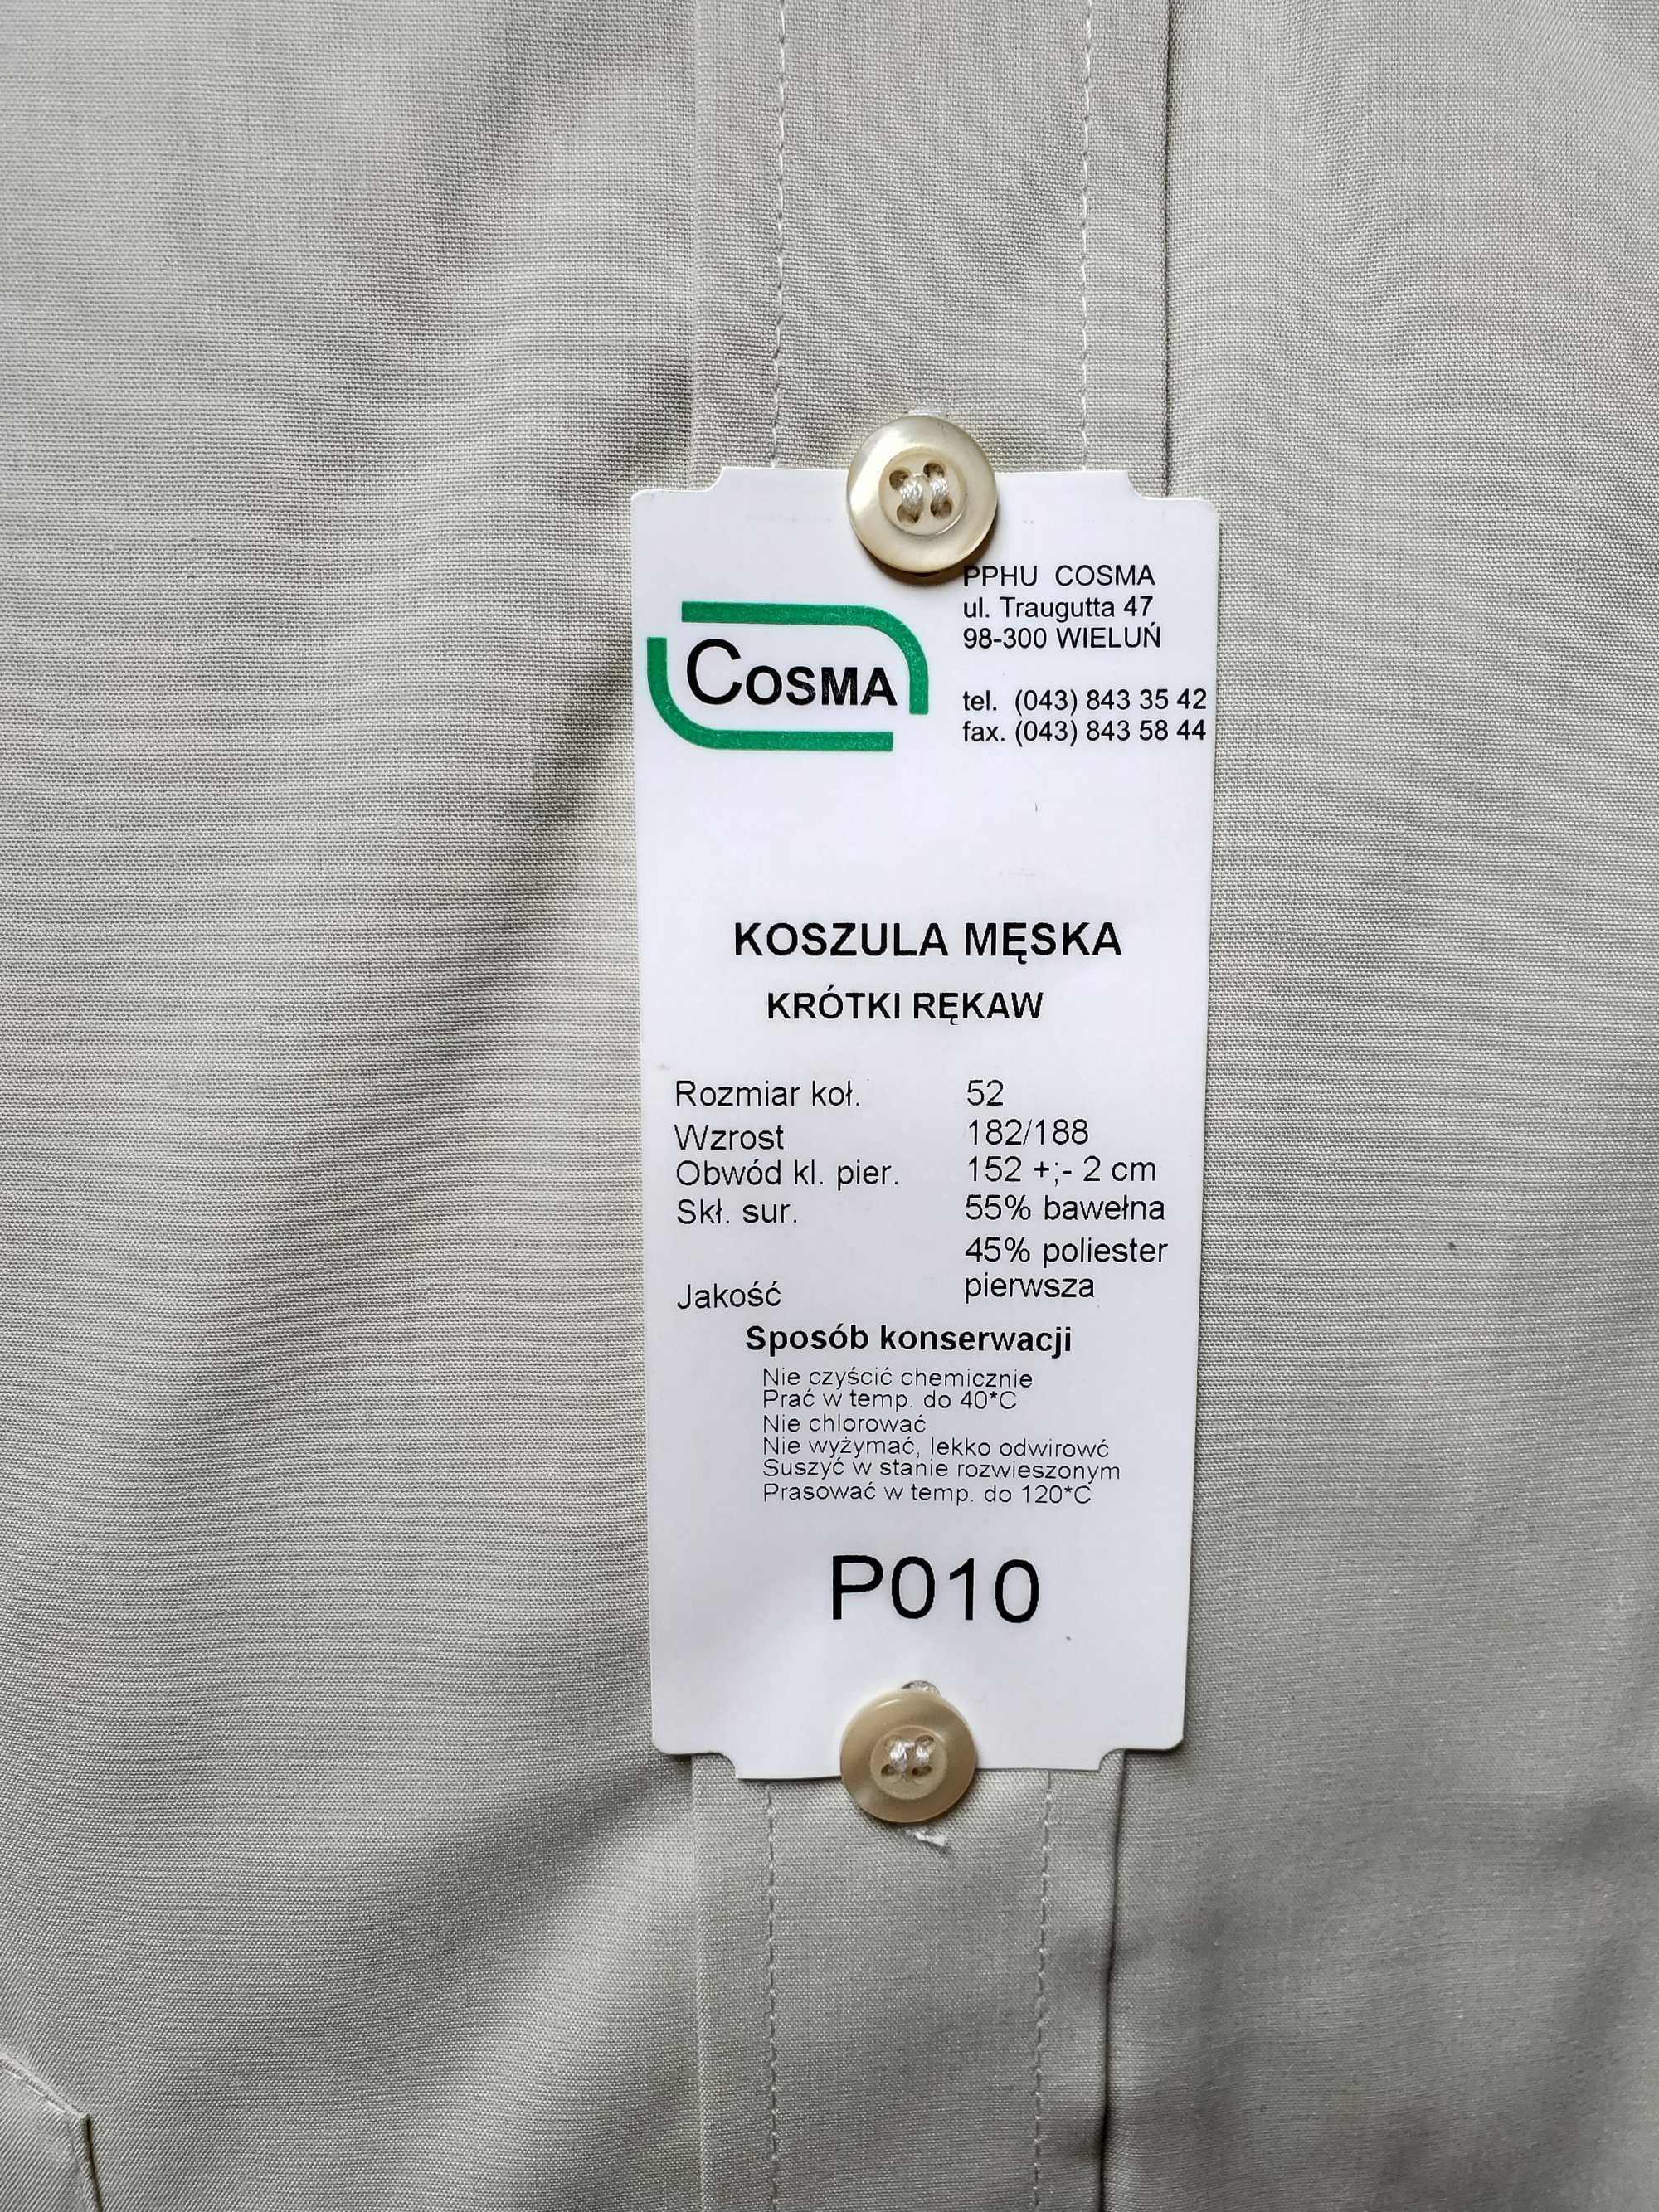 COSMA
PPHU COSMA
ul. Traugutta 47
98-300 WIELUŃ
tel. (043) 843 35 42
fax. (043) 843 58 44
KOSZULA MĘSKA
KRÓTKI RĘKAW
Rozmiar koł. 52
Wzrost 182/188
Obwód kl. pier. 152 +;- 2 cm
Skł. sur. 55% bawełna
45% poliester
Jakość pierwsza
Sposób konserwacji
Nie czyścić chemicznie
Prać w temp. do 40*C
Nie chlorować
Nie wyżymać, lekko odwirowć
Suszyć w stanie rozwieszonym
Prasować w temp. do 120*C
P010